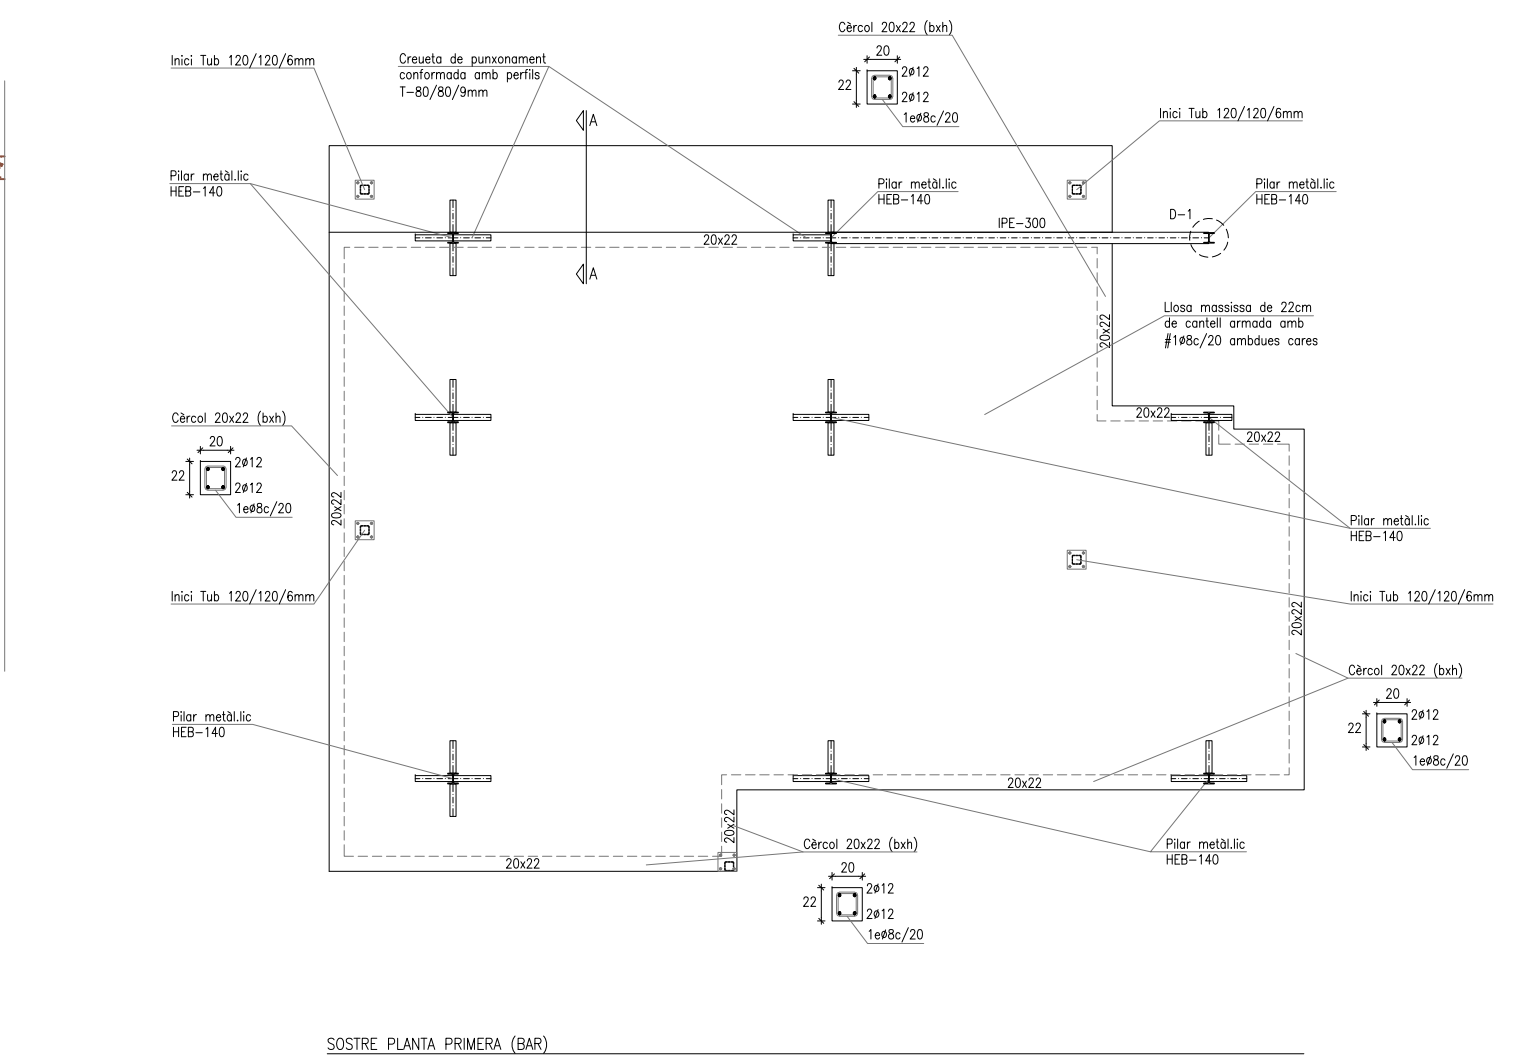 Cèrcol 20x22 (bxh)
20
22
2ø12
2ø12
1eø8c/20
Inici Tub 120/120/6mm
Creueta de punxonament
conformada amb perfils
T-80/80/9mm
A
Inici Tub 120/120/6mm
Pilar metàl.lic
HEB-140
Pilar metàl.lic
HEB-140
Pilar metàl.lic
HEB-140
D-1
IPE-300
20x22
A
Llosa massissa de 22cm
de cantell armada amb
#1ø8c/20 ambdues cares
20x22
Cèrcol 20x22 (bxh)
20
22
2ø12
2ø12
1eø8c/20
20x22
20x22
20x22
Pilar metàl.lic
HEB-140
Inici Tub 120/120/6mm
Inici Tub 120/120/6mm
20x22
Cèrcol 20x22 (bxh)
20
22
2ø12
2ø12
1eø8c/20
Pilar metàl.lic
HEB-140
20x22
20x22
Pilar metàl.lic
HEB-140
Cèrcol 20x22 (bxh)
20
22
2ø12
2ø12
1eø8c/20
20x22
SOSTRE PLANTA PRIMERA (BAR)